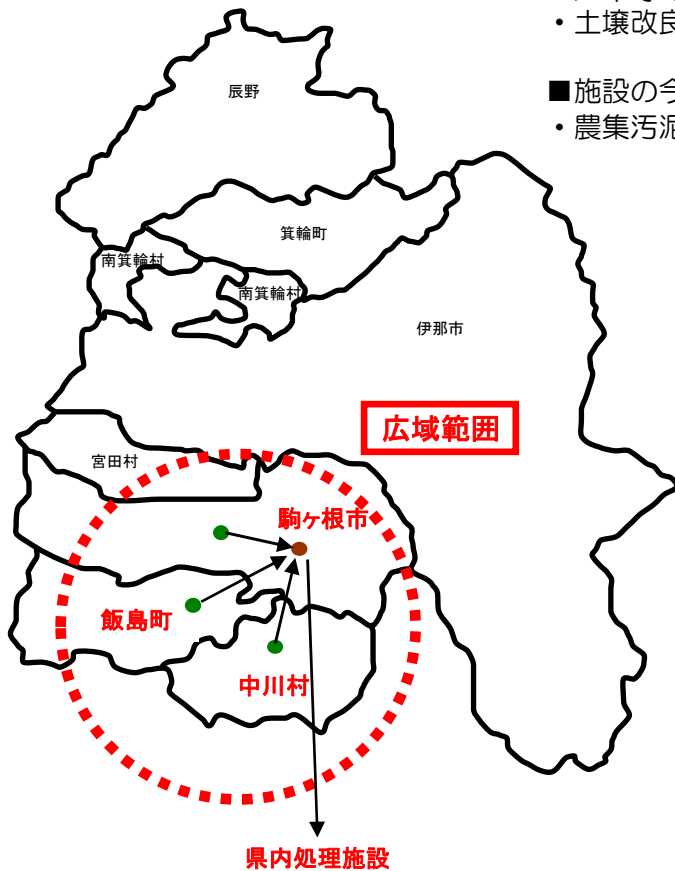 ・土壌改良
■施設の今
・農集汚泥
辰野
箕輪町
南箕輪村
南箕輪村
伊那市
広域範囲
宮田村
駒ヶ根市
飯島町
中川村
県内処理施設